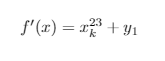 f'(x) = x_k^{23} + y_1